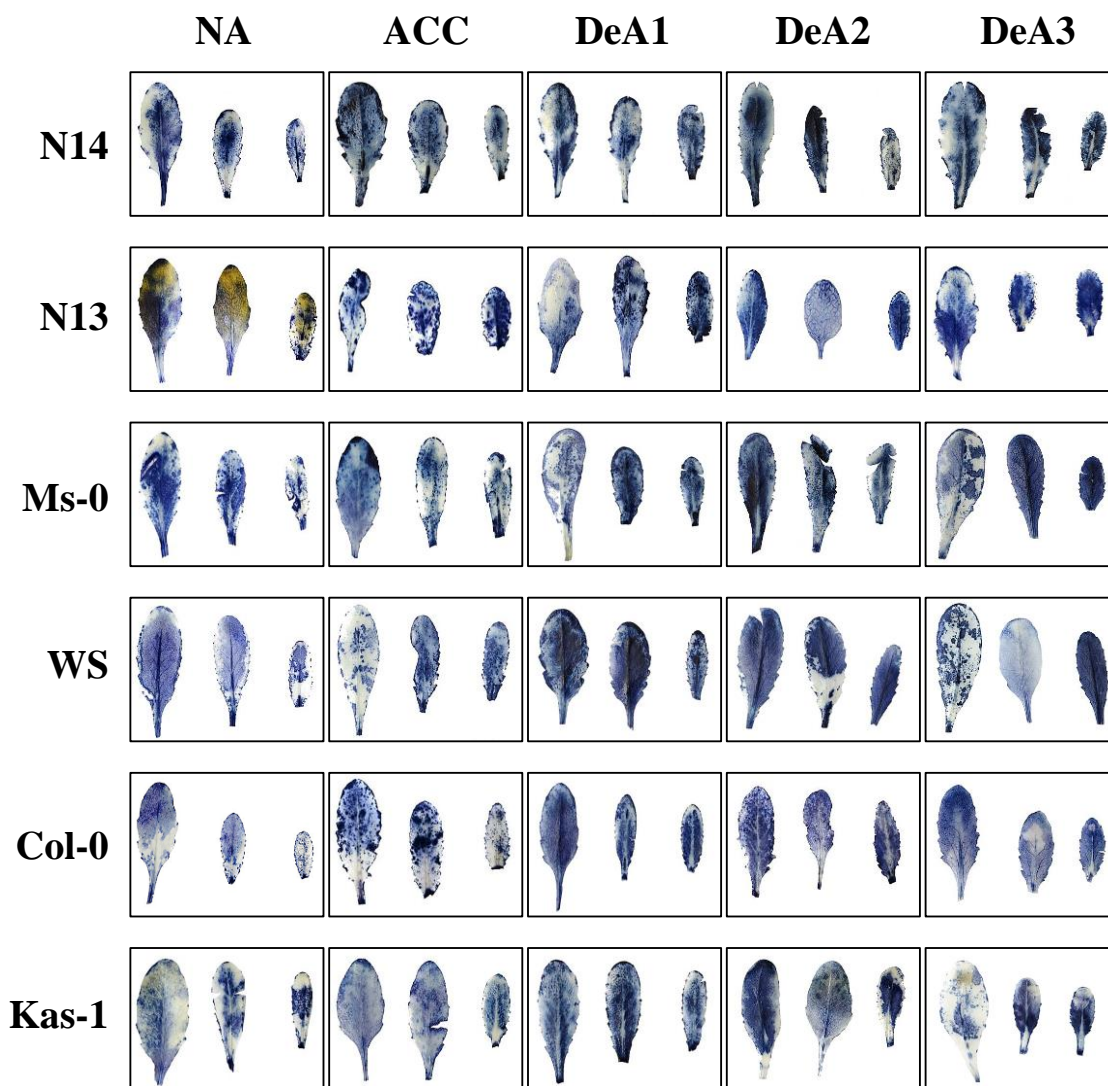 NA ACC DeA1 DeA2 DeA3
N14
N13
Ms-0
WS
Col-0
Kas-1